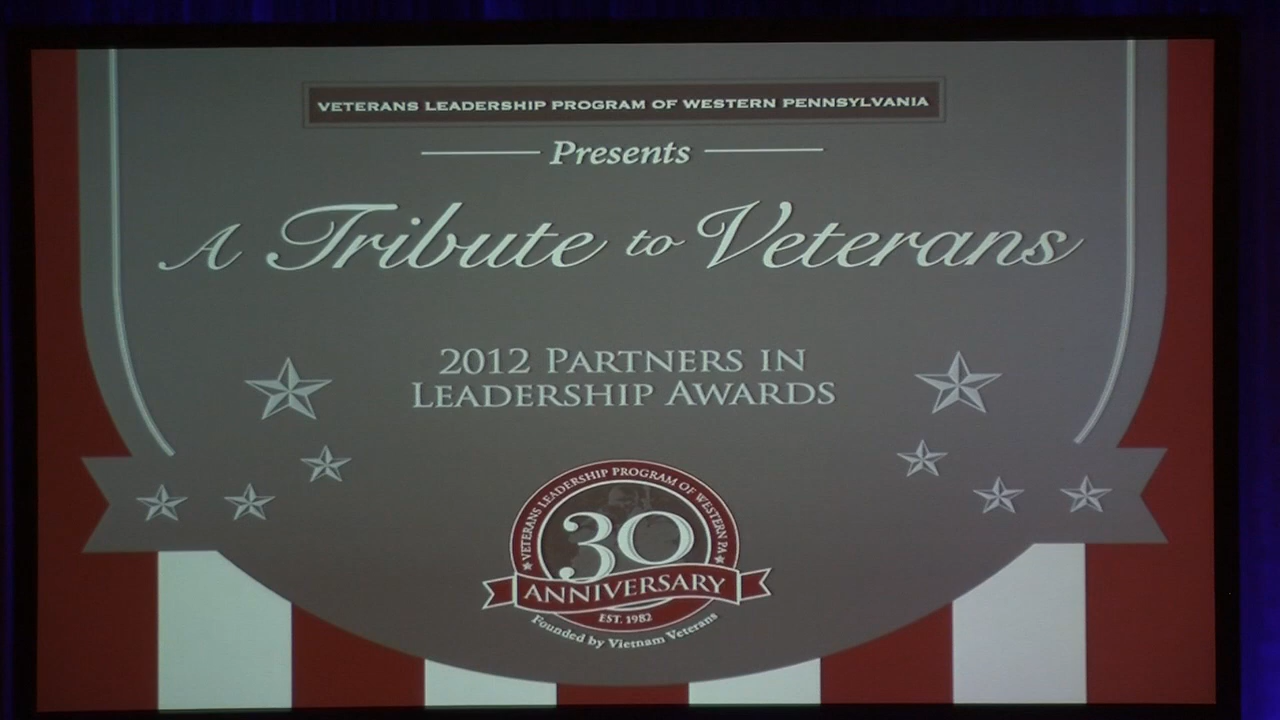 VETERANS LEADERSHIP PROGRAM OF WESTERN PENNSYLVANIA
Presents
A Tribute to Veterans
2012 PARTNERS IN
LEADERSHIP AWARDS
VETERANS LEADERSHIP PROGRAM OF WESTERN PA
30
ANNIVERSARY
EST. 1982
Founded by Vietnam Veterans